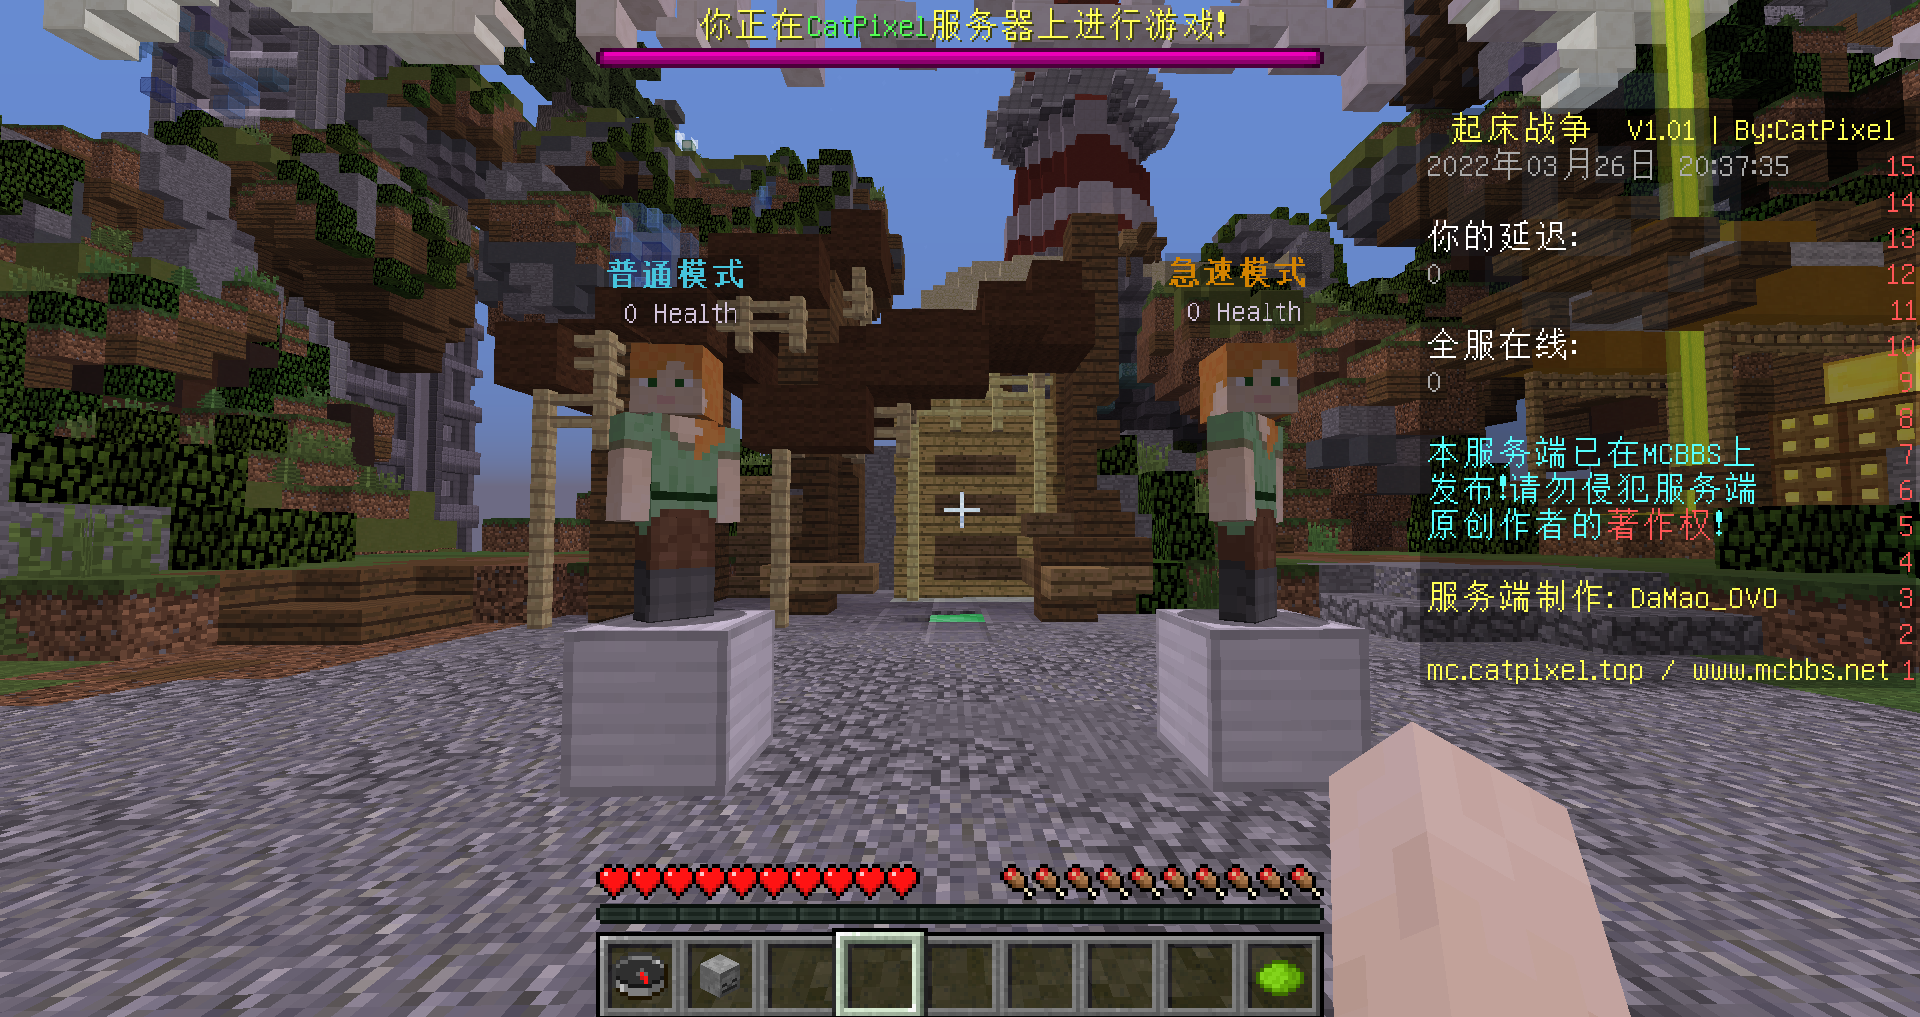 你正在CatPixel服务器上进行游戏!
起床战争 V1.01 | By:CatPixel
2022年03月26日 20:37:35 15
14
你的延迟: 13
0 12
11
全服在线: 10
0 9
8
本服务端已在MCBBS上 7
发布!请勿侵犯服务端 6
原创作者的著作权! 5
4
服务端制作: DaMao_OVO 3
2
mc.catpixel.top / www.mcbbs.net 1
普通模式
0 Health
急速模式
0 Health